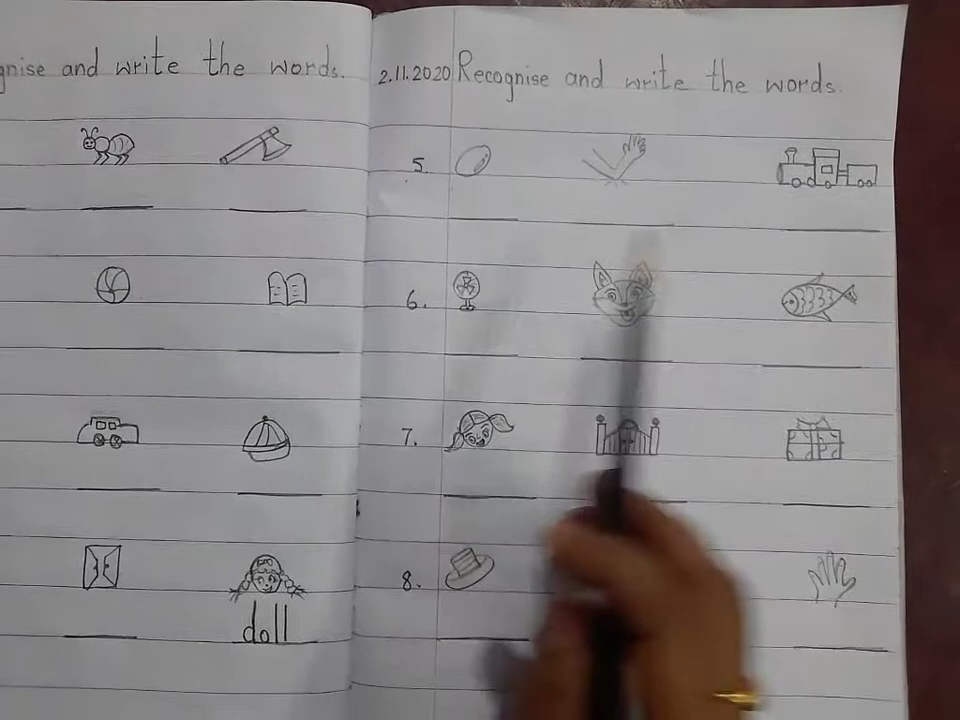 gnise and write the words.
doll
2.11.2020 Recognise and write the words.
5.
6.
7.
8.